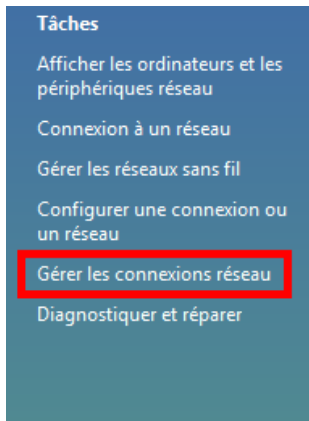 Tâches
Afficher les ordinateurs et les
périphériques réseau
Connexion à un réseau
Gérer les réseaux sans fil
Configurer une connexion ou
un réseau
Gérer les connexions réseau
Diagnostiquer et réparer